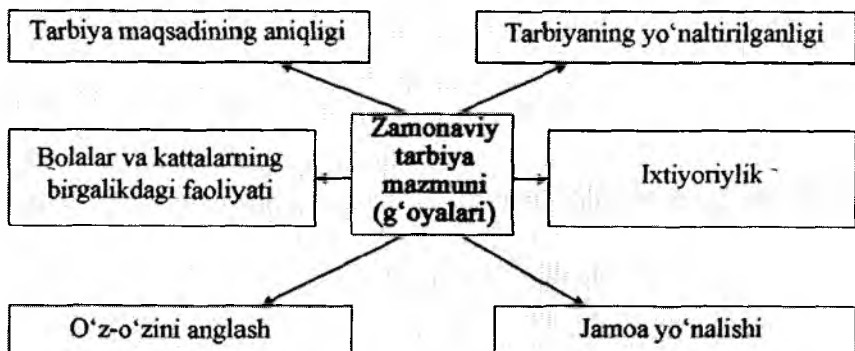 Tarbiya maqsadining aniqligi
Tarbiyaning yo‘naltirilganligi
Bolalar va kattalarning
birgalikdagi faoliyati
Zamonaviy
tarbiya
mazmuni
(g‘oyalari)
Ixtiyoriylik
O‘z-o‘zini anglash
Jamoa yo‘nalishi